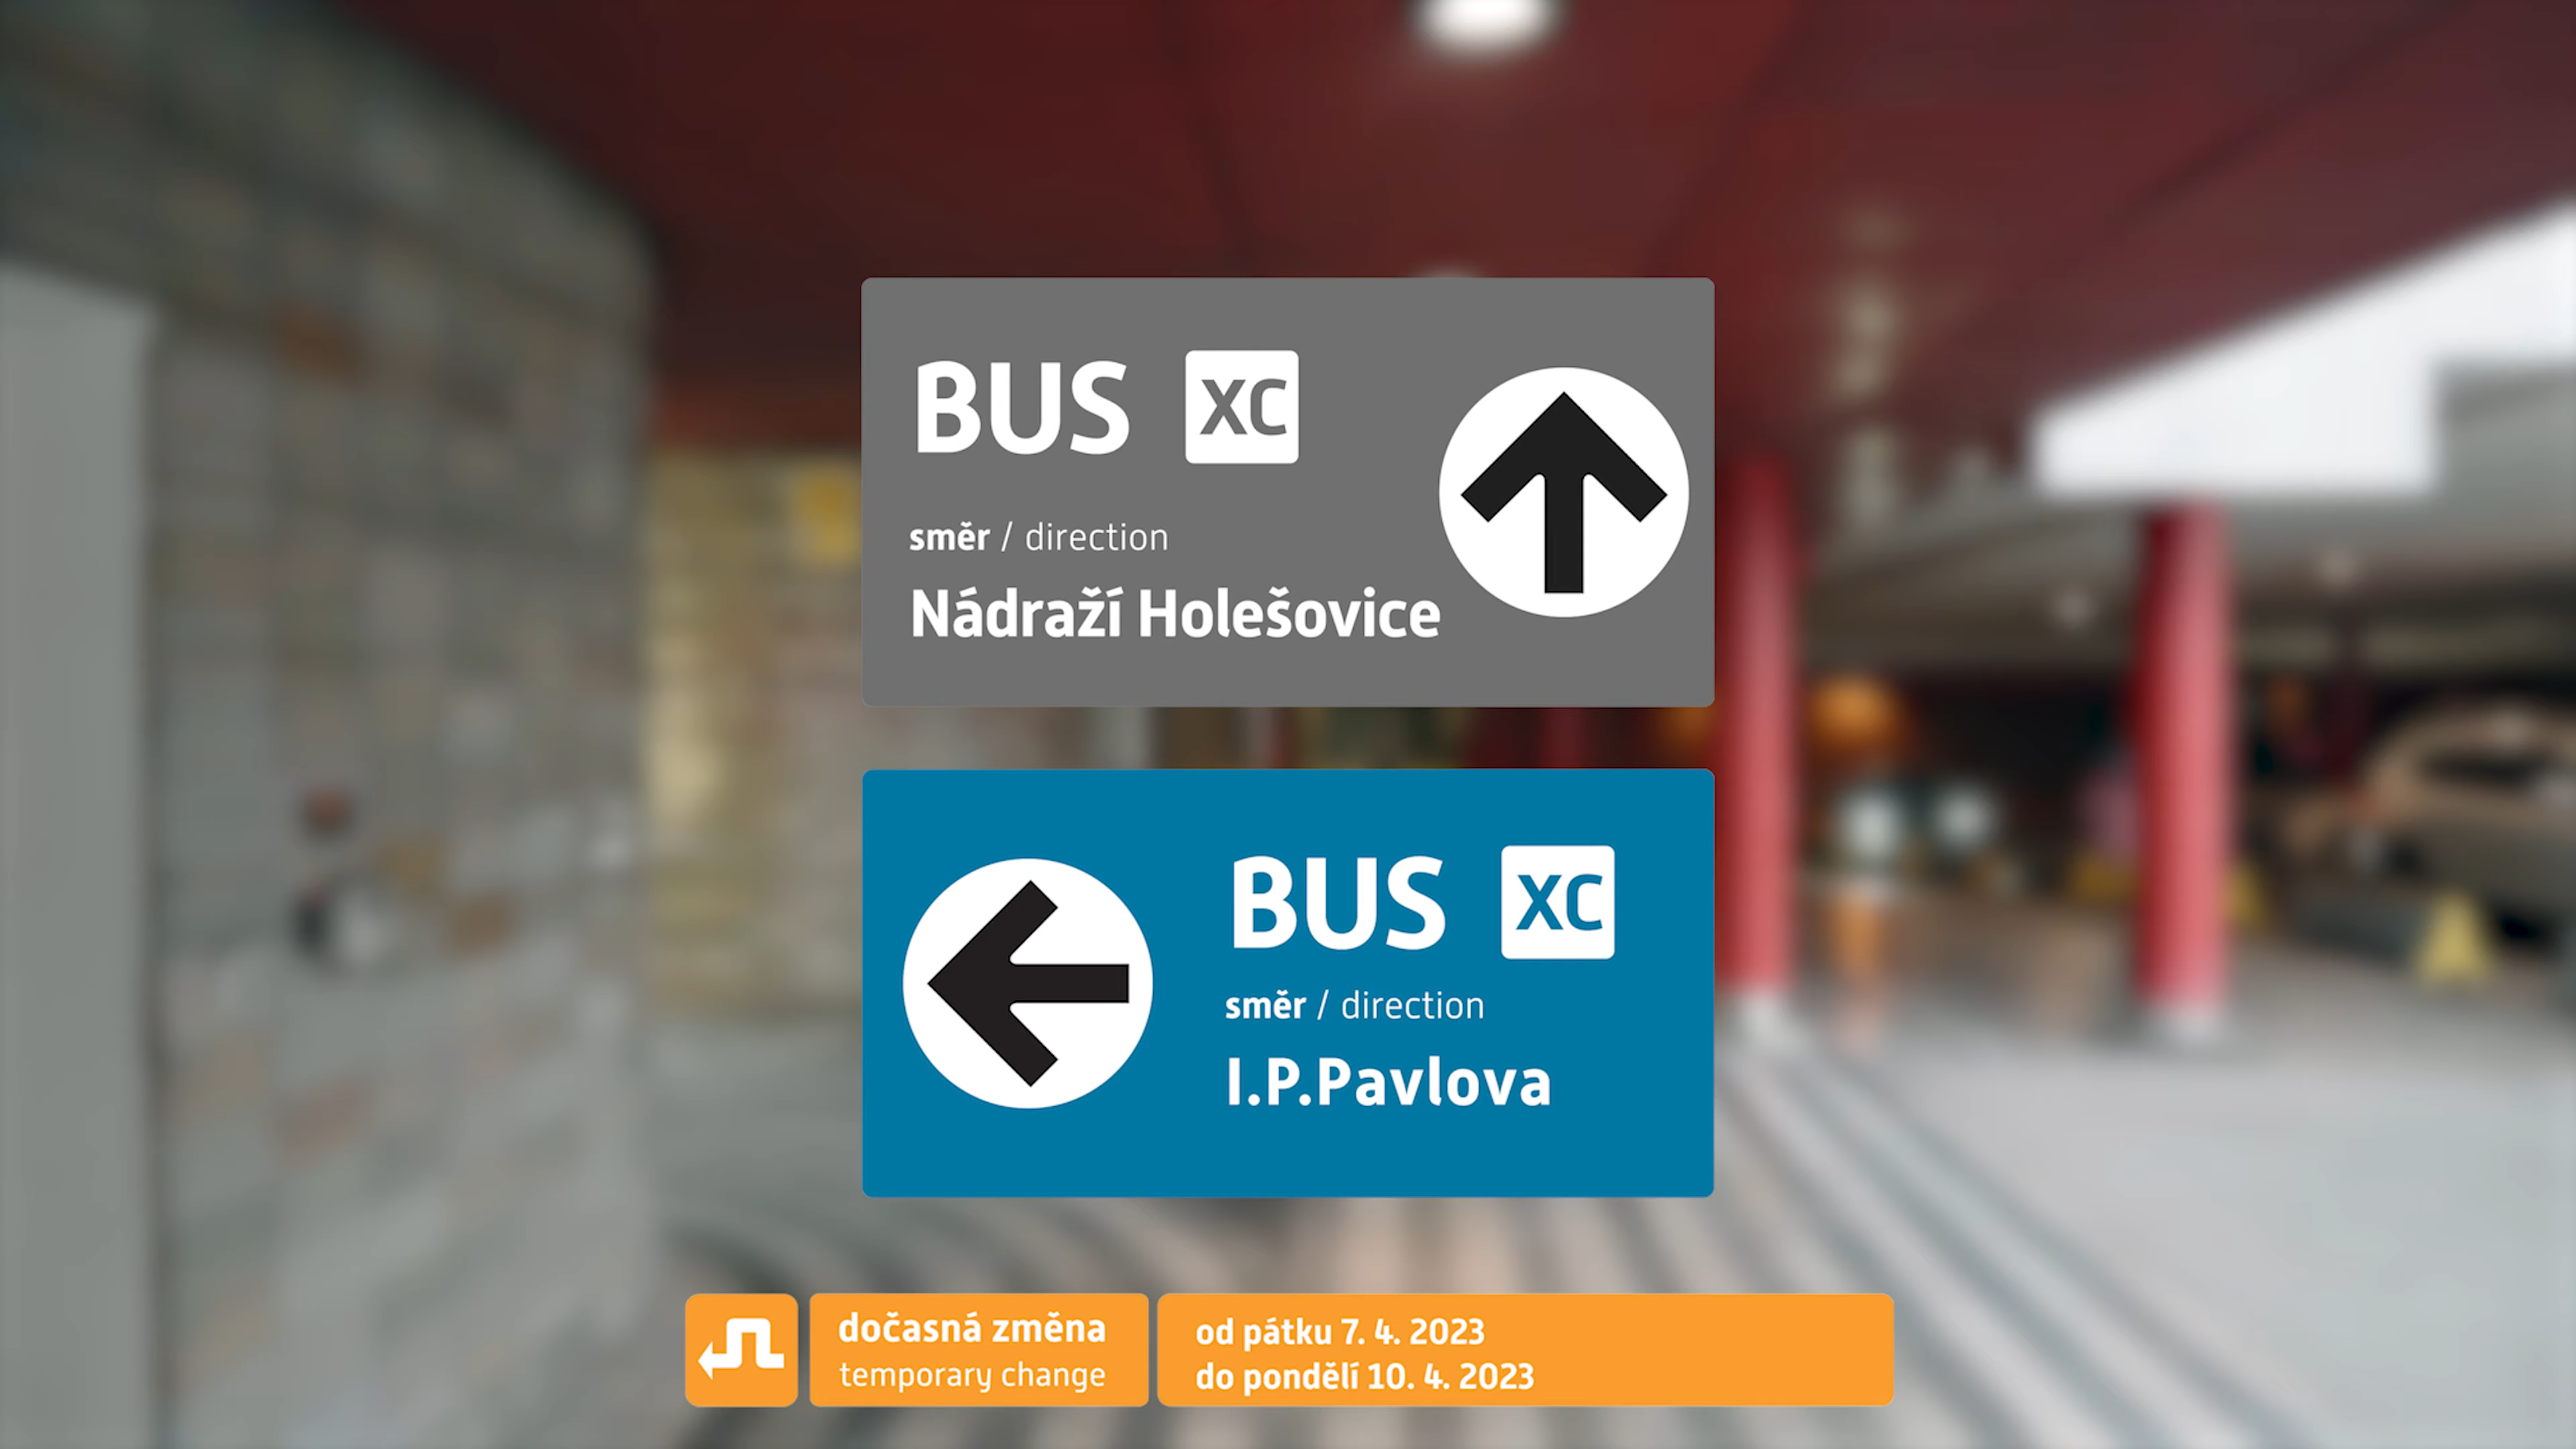 BUS XC
směr / direction
Nádraží Holešovice
BUS XC
směr / direction
I.P.Pavlova
dočasná změna
temporary change
od pátku 7. 4. 2023
do pondělí 10. 4. 2023